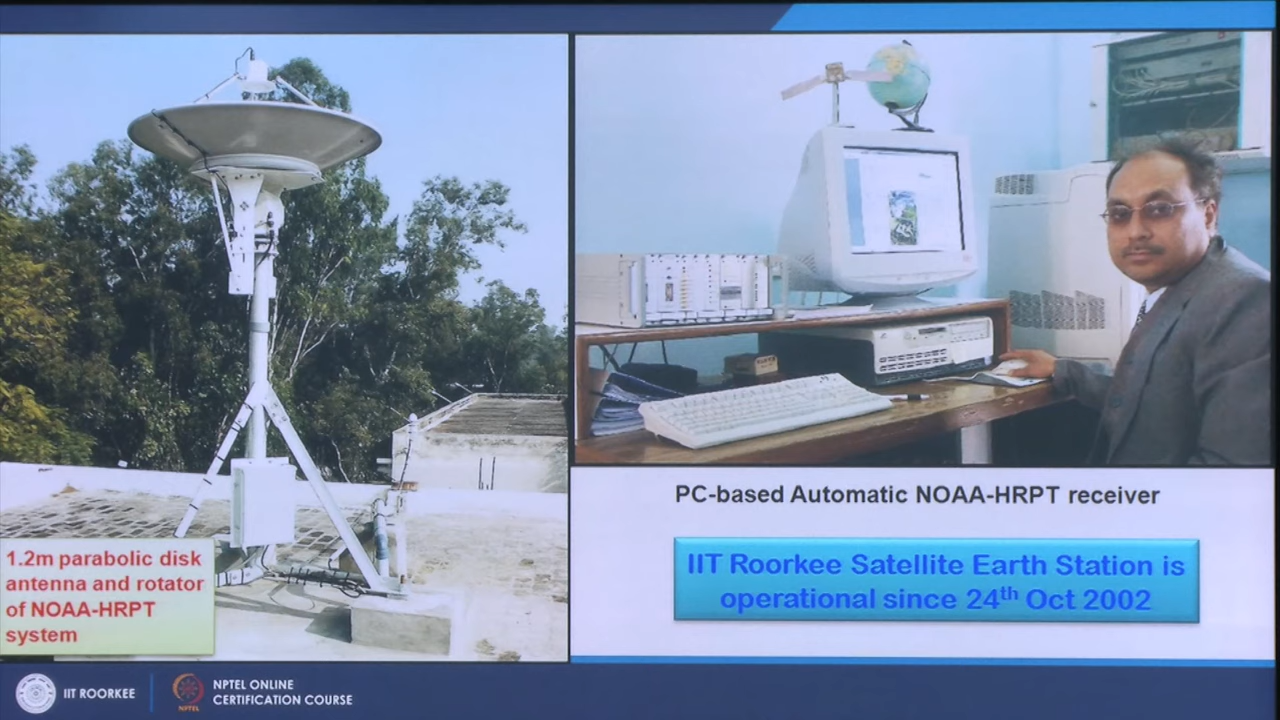 1.2m parabolic disk
antenna and rotator
of NOAA-HRPT
system
PC-based Automatic NOAA-HRPT receiver
IIT Roorkee Satellite Earth Station is
operational since 24th Oct 2002
IIT ROORKEE
NPTEL
NPTEL ONLINE
CERTIFICATION COURSE